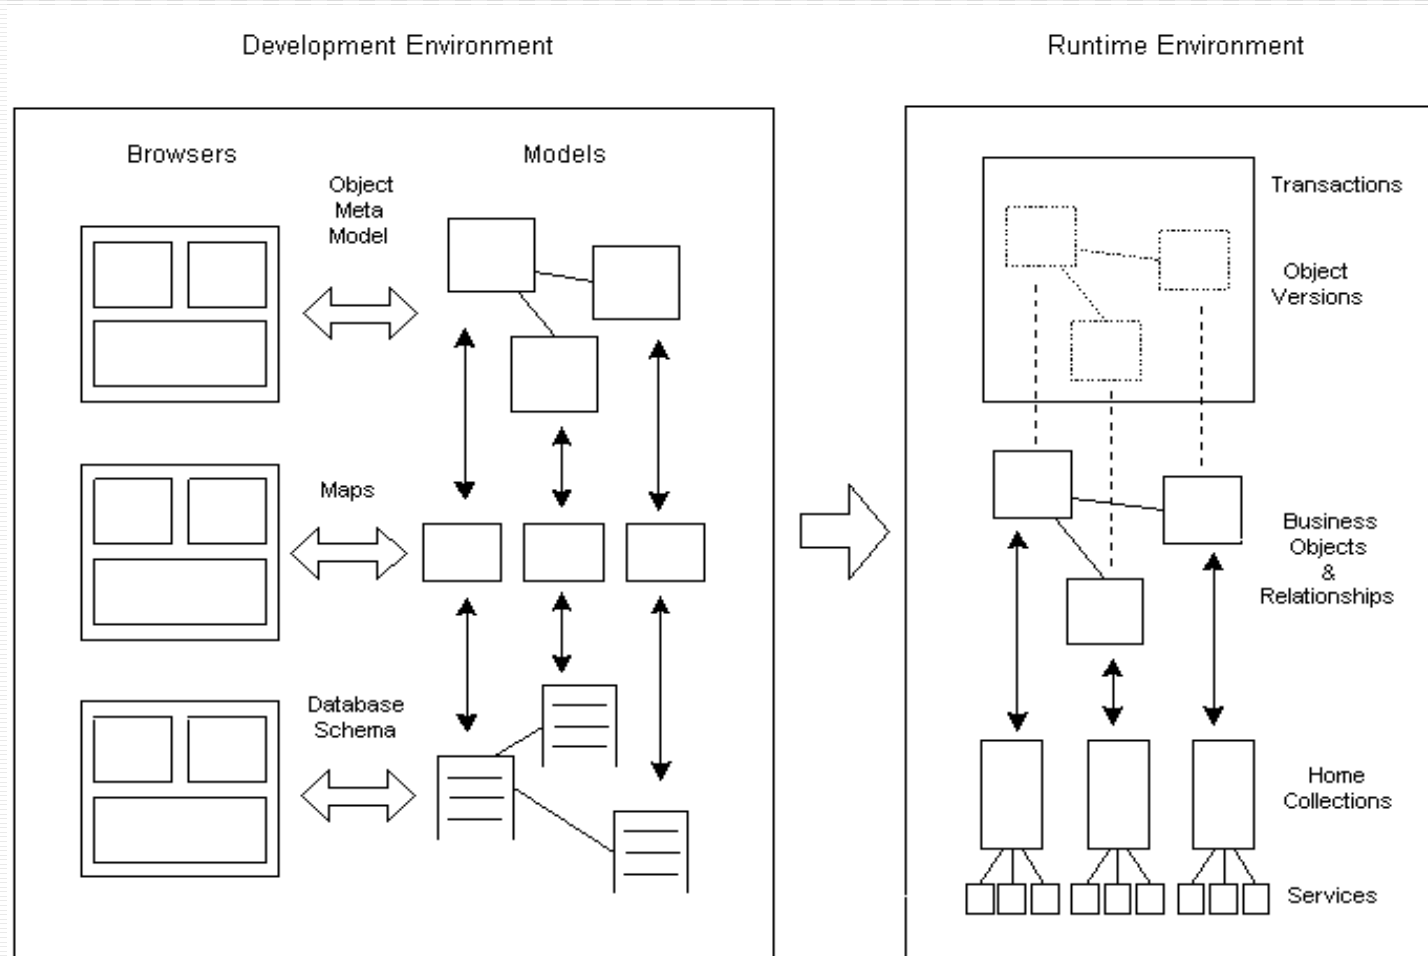 Development Environment
Runtime Environment
Browsers
Models
Object
Meta
Model
Maps
Database
Schema
Transactions
Object
Versions
Business
Objects
&
Relationships
Home
Collections
Services